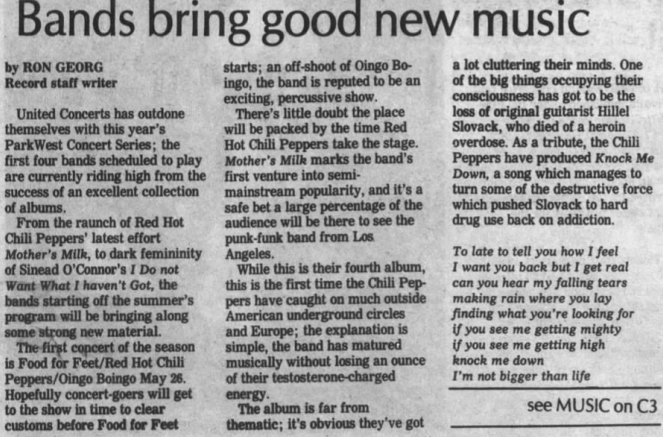 Bands bring good new music
by RON GEORG
Record staff writer
United Concerts has outdone
themselves with this year's
ParkWest Concert Series; the
first four bands scheduled to play
are currently riding high from the
success of an excellent collection
of albums.
From the raunch of Red Hot
Chili Peppers' latest effort
Mother's Milk, to dark femininity
of Sinead O'Connor's I Do not
Want What I haven't Got, the
bands starting off the summer's
program will be bringing along
some strong new material.
The first concert of the season
is Food for Feet/Red Hot Chili
Peppers/Oingo Boingo May 26.
Hopefully concert-goers will get
to the show in time to clear
customs before Food for Feet
starts; an off-shoot of Oingo Bo-
ingo, the band is reputed to be an
exciting, percussive show.
There's little doubt the place
will be packed by the time Red
Hot Chili Peppers take the stage.
Mother's Milk marks the band's
first venture into semi-
mainstream popularity, and it's a
safe bet a large percentage of the
audience will be there to see the
punk-funk band from Los
Angeles.
While this is their fourth album,
this is the first time the Chili Pep-
pers have caught on much outside
American underground circles
and Europe; the explanation is
simple, the band has matured
musically without losing an ounce
of their testosterone-charged
energy.
The album is far from
thematic; it's obvious they've got
a lot cluttering their minds. One
of the big things occupying their
consciousness has got to be the
loss of original guitarist Hillel
Slovack, who died of a heroin
overdose. As a tribute, the Chili
Peppers have produced Knock Me
Down, a song which manages to
turn some of the destructive force
which pushed Slovack to hard
drug use back on addiction.
To late to tell you how I feel
I want you back but I get real
can you hear my falling tears
making rain where you lay
finding what you're looking for
if you see me getting mighty
if you see me getting high
knock me down
I'm not bigger than life
see MUSIC on C3